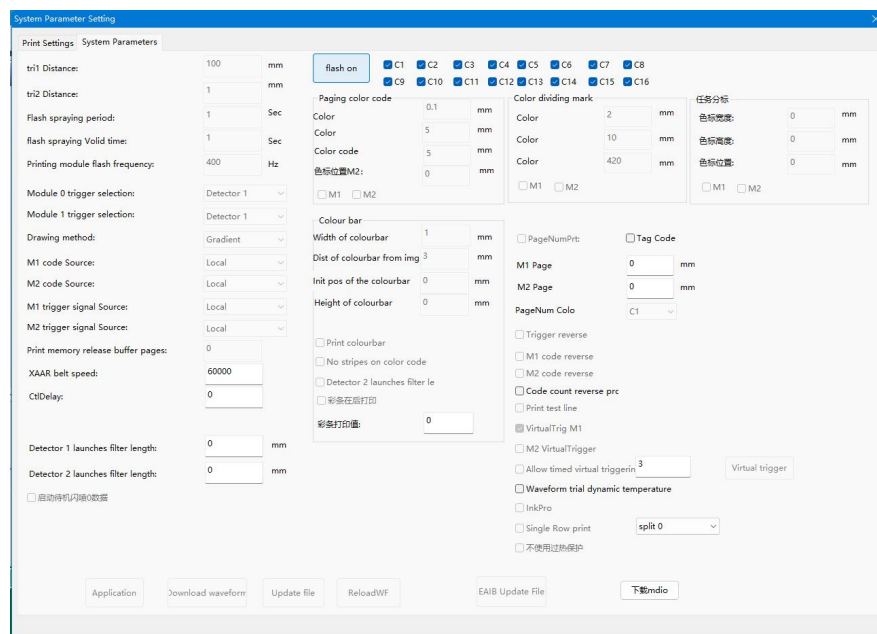 System Parameter Setting
Print Settings System Parameters
tri1 Distance: 100 mm
tri2 Distance: 1 mm
Flash spraying period: 1 Sec
flash spraying Volid time: 1 Sec
Printing module flash frequency: 400 Hz
Module 0 trigger selection: Detector 1
Module 1 trigger selection: Detector 1
Drawing method: Gradient
M1 code Source: Local
M2 code Source: Local
M1 trigger signal Source: Local
M2 trigger signal Source: Local
Print memory release buffer pages: 0
XAAR belt speed: 60000
CtlDelay: 0
Detector 1 launches filter length: 0 mm
Detector 2 launches filter length: 0 mm
启动待机闪喷0数据
flash on
C1 C2 C3 C4 C5 C6 C7 C8
C9 C10 C11 C12 C13 C14 C15 C16
Paging color code
Color 0.1 mm
Color 5 mm
Color code 5 mm
色标位置M2: 0 mm
M1 M2
Color dividing mark
Color 2 mm
Color 10 mm
Color 420 mm
M1 M2
任务分标
色标宽度: 0 mm
色标高度: 0 mm
色标位置: 0 mm
M1 M2
Colour bar
Width of colourbar 1 mm
Dist of colourbar from img 3 mm
Init pos of the colourbar 0 mm
Height of colourbar 0 mm
Print colourbar
No stripes on color code
Detector 2 launches filter le
彩条在后打印
彩条打印值: 0
PageNumPrt: Tag Code
M1 Page 0 mm
M2 Page 0 mm
PageNum Colo C1
Trigger reverse
M1 code reverse
M2 code reverse
Code count reverse prc
Print test line
VirtualTrig M1
M2 VirtualTrigger
Allow timed virtual triggerin 3 Virtual trigger
Waveform trial dynamic temperature
InkPro
Single Row print split 0
不使用过热保护
Application Download waveform Update file ReloadWF EAIB Update File 下载mdio